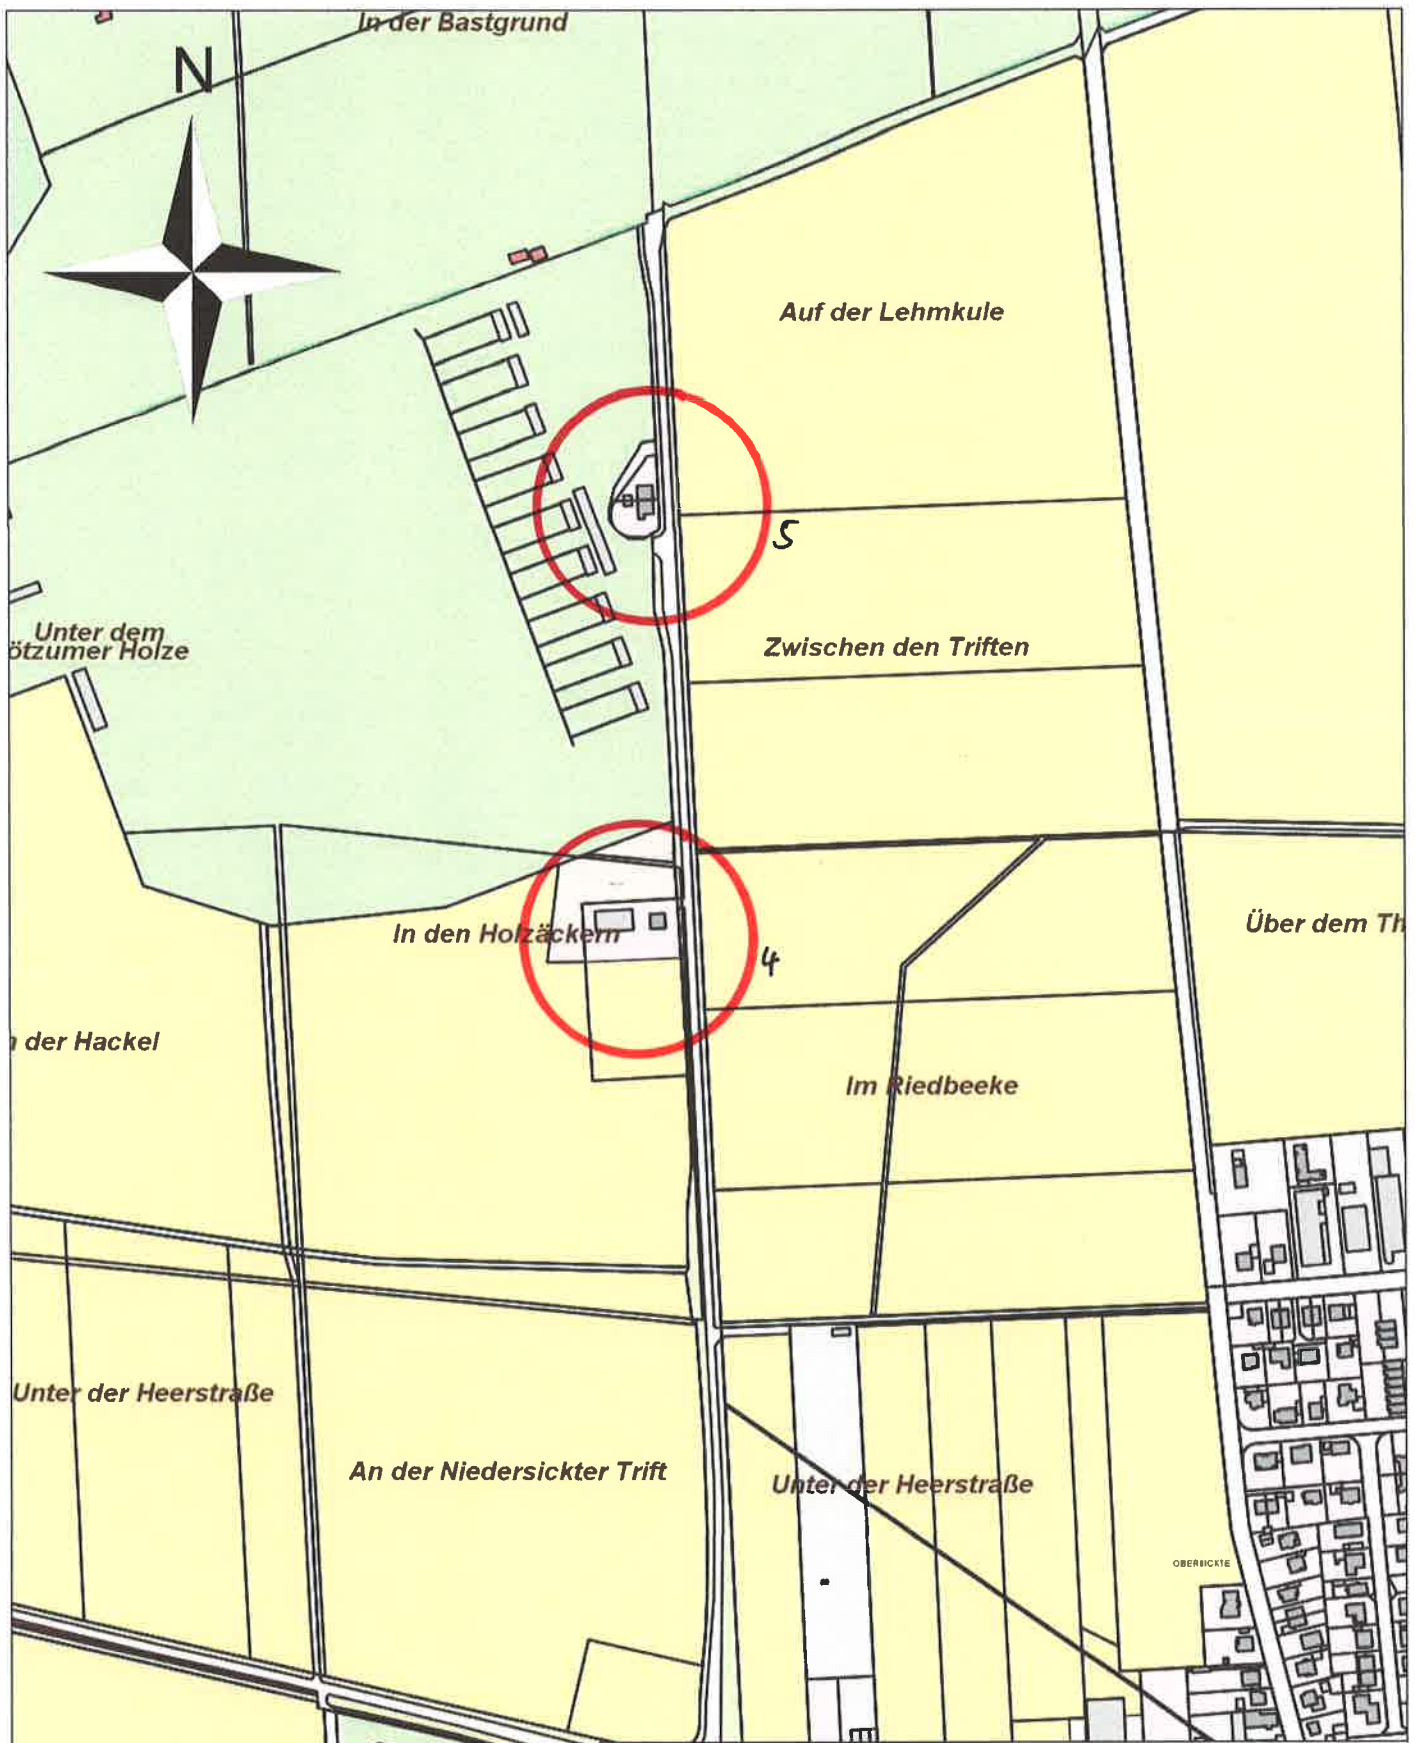 In der Bastgrund
N
Auf der Lehmkule
5
Unter dem
ötzumer Holze
Zwischen den Triften
In den Holzäckern
4
Über dem Th
der Hackel
Im Riedbeeke
Unter der Heerstraße
An der Niedersickter Trift
Unter der Heerstraße
OBERSICKTE